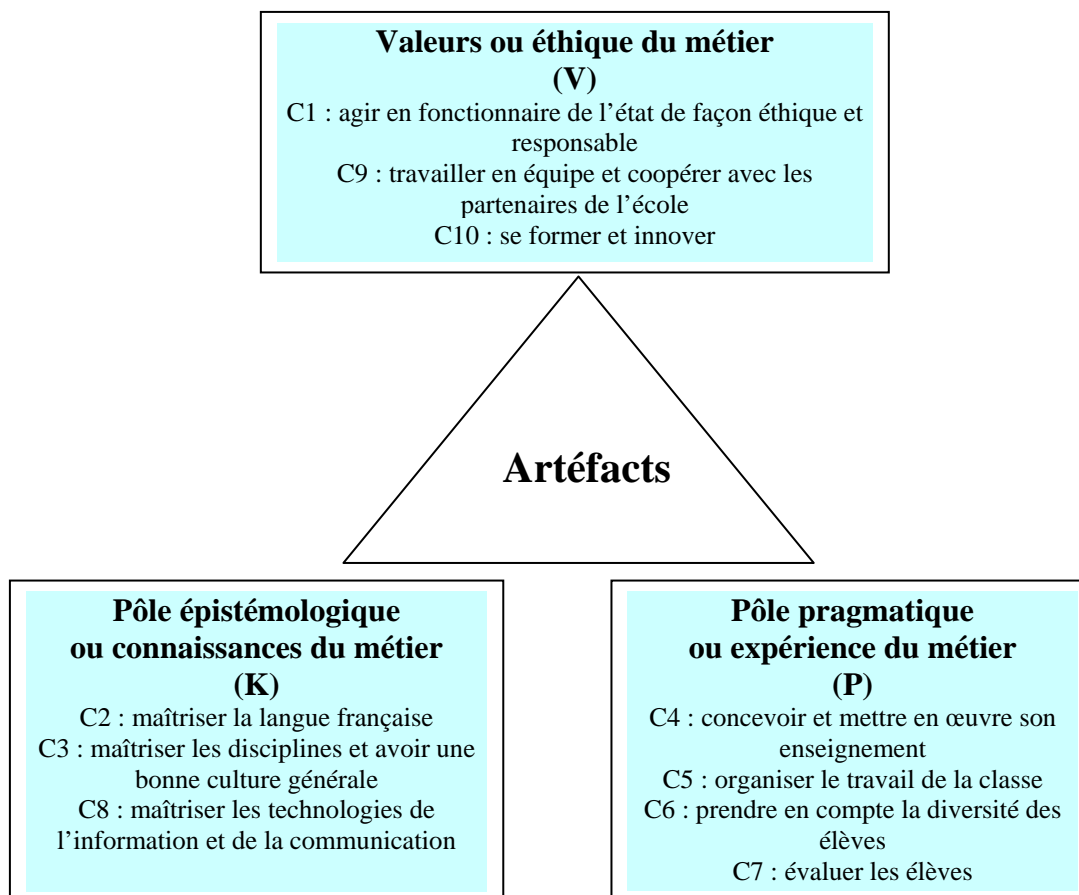 Valeurs ou éthique du métier
(V)
C1 : agir en fonctionnaire de l’état de façon éthique et
responsable
C9 : travailler en équipe et coopérer avec les
partenaires de l’école
C10 : se former et innover
Artéfacts
Pôle épistémologique
ou connaissances du métier
(K)
C2 : maîtriser la langue française
C3 : maîtriser les disciplines et avoir une
bonne culture générale
C8 : maîtriser les technologies de
l’information et de la communication
Pôle pragmatique
ou expérience du métier
(P)
C4 : concevoir et mettre en œuvre son
enseignement
C5 : organiser le travail de la classe
C6 : prendre en compte la diversité des
élèves
C7 : évaluer les élèves